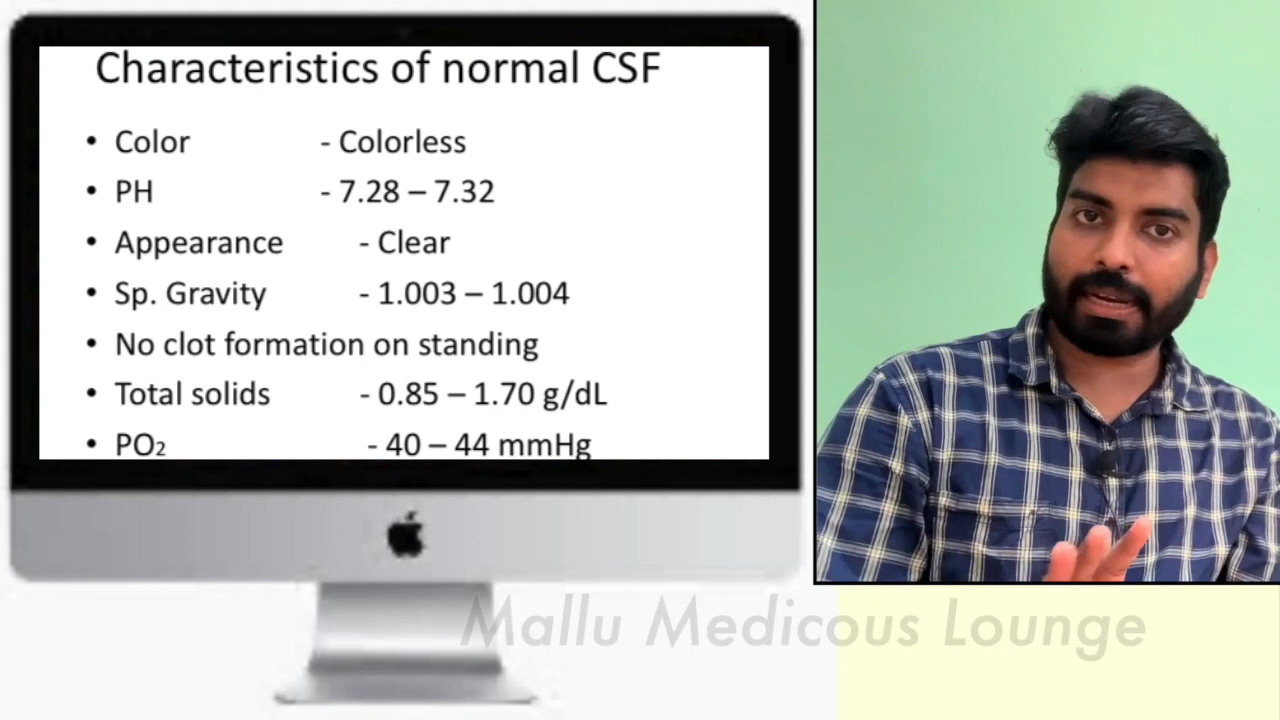 Characteristics of normal CSF
• Color - Colorless
• PH - 7.28 – 7.32
• Appearance - Clear
• Sp. Gravity - 1.003 – 1.004
• No clot formation on standing
• Total solids - 0.85 – 1.70 g/dL
• PO2 - 40 – 44 mmHg
Mallu Medicous Lounge